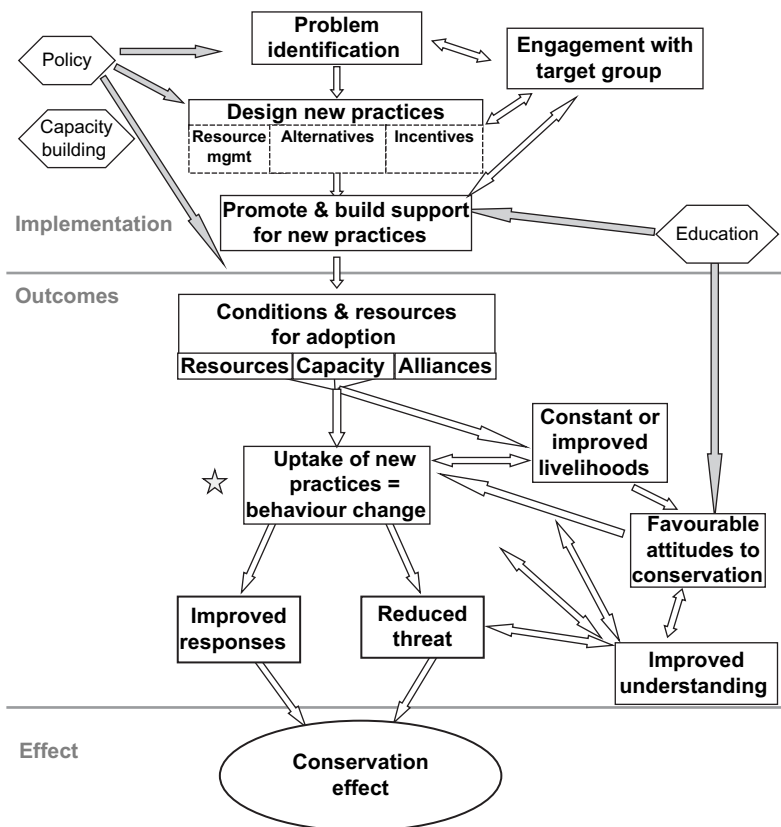 Problem
identification
Engagement with
target group
Policy
Design new practices
Resource
mgmt
Alternatives
Incentives
Capacity
building
Promote & build support
for new practices
Implementation
Education
Outcomes
Conditions & resources
for adoption
Resources
Capacity
Alliances
Constant or
improved
livelihoods
Uptake of new
practices =
behaviour change
Favourable
attitudes to
conservation
Improved
responses
Reduced
threat
Improved
understanding
Effect
Conservation
effect